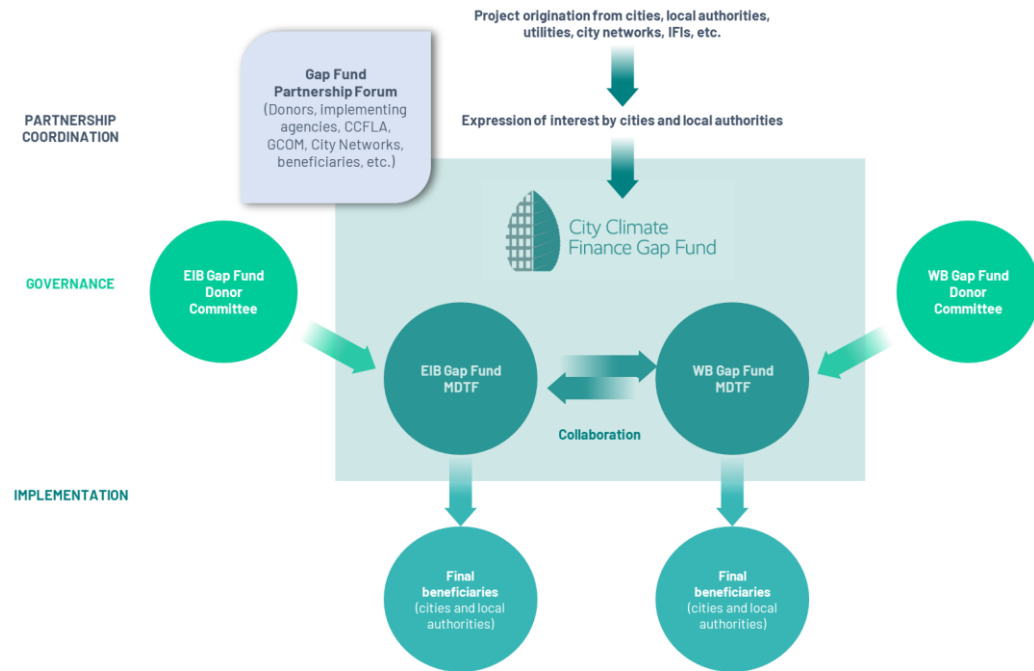 Project origination from cities, local authorities,
utilities, city networks, IFIs, etc.
Gap Fund
Partnership Forum
(Donors, implementing
agencies, CCFLA,
GCOM, City Networks,
beneficiaries, etc.)
PARTNERSHIP
COORDINATION
Expression of interest by cities and local authorities
City Climate
Finance Gap Fund
GOVERNANCE
EIB Gap Fund
Donor
Committee
WB Gap Fund
Donor
Committee
EIB Gap Fund
MDTF
WB Gap Fund
MDTF
Collaboration
IMPLEMENTATION
Final
beneficiaries
(cities and local
authorities)
Final
beneficiaries
(cities and local
authorities)